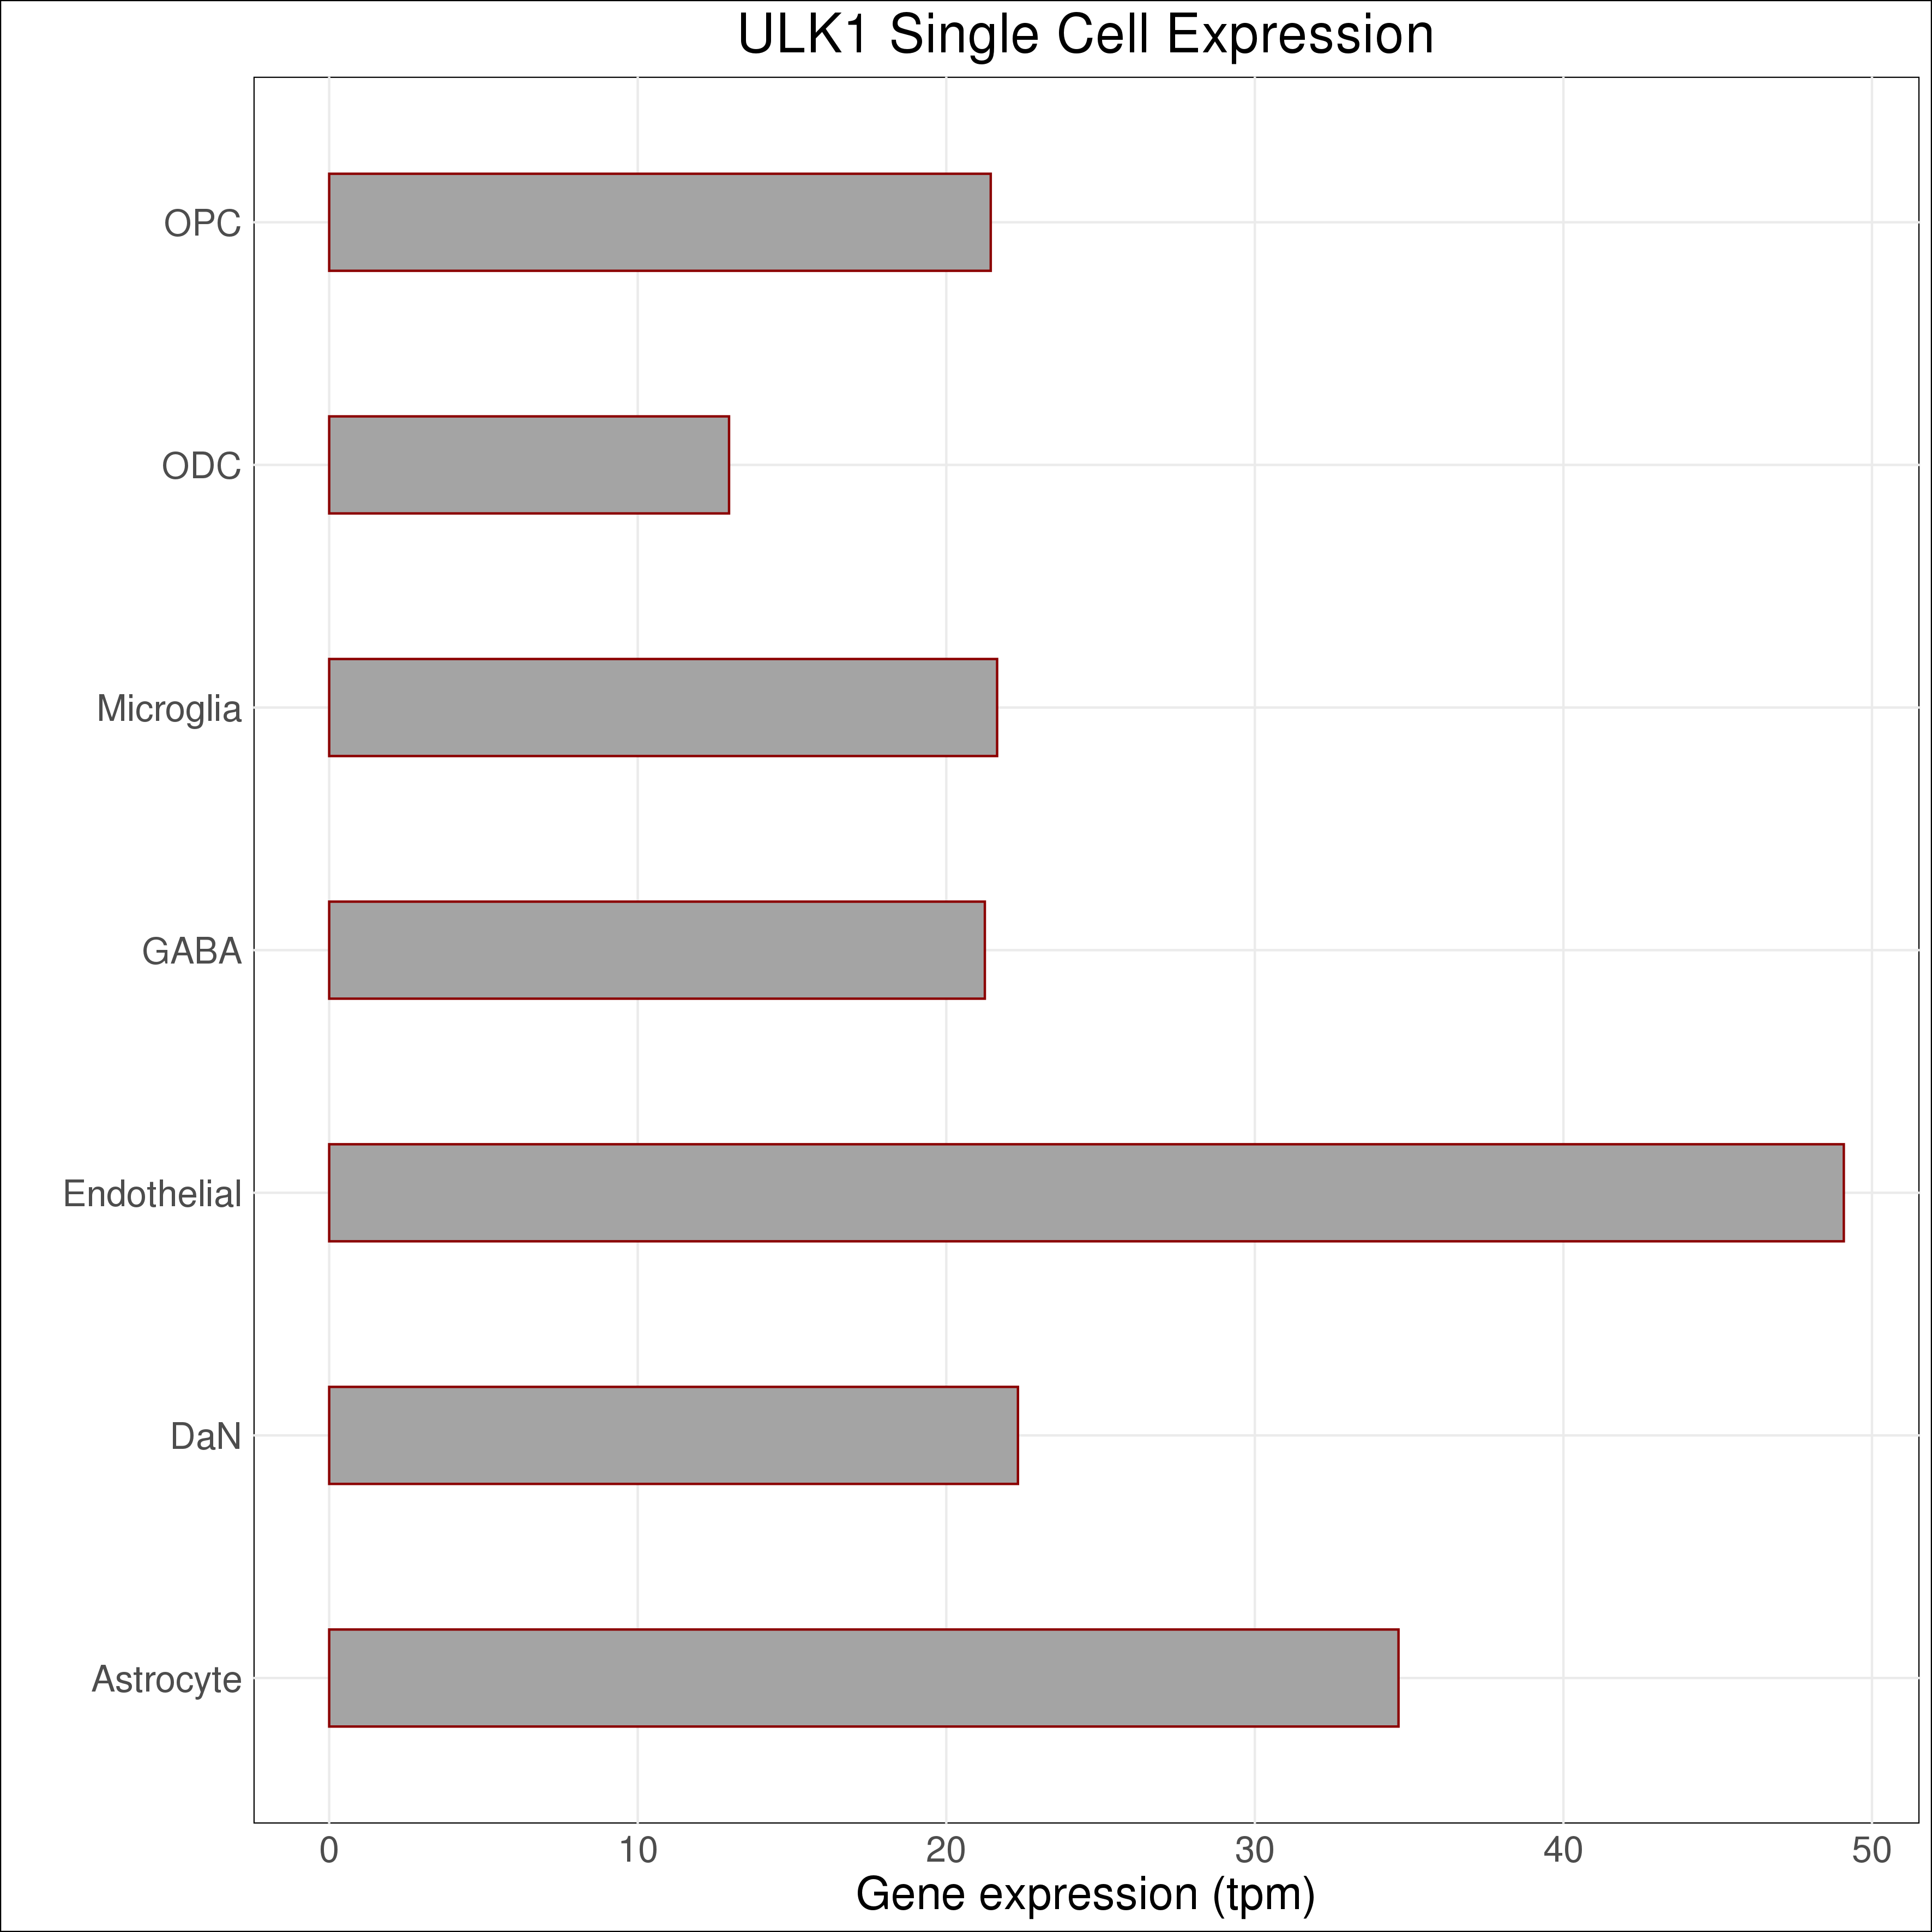 ULK1 Single Cell Expression
OPC
ODC
Microglia
GABA
Endothelial
DaN
Astrocyte
0 10 20 30 40 50
Gene expression (tpm)